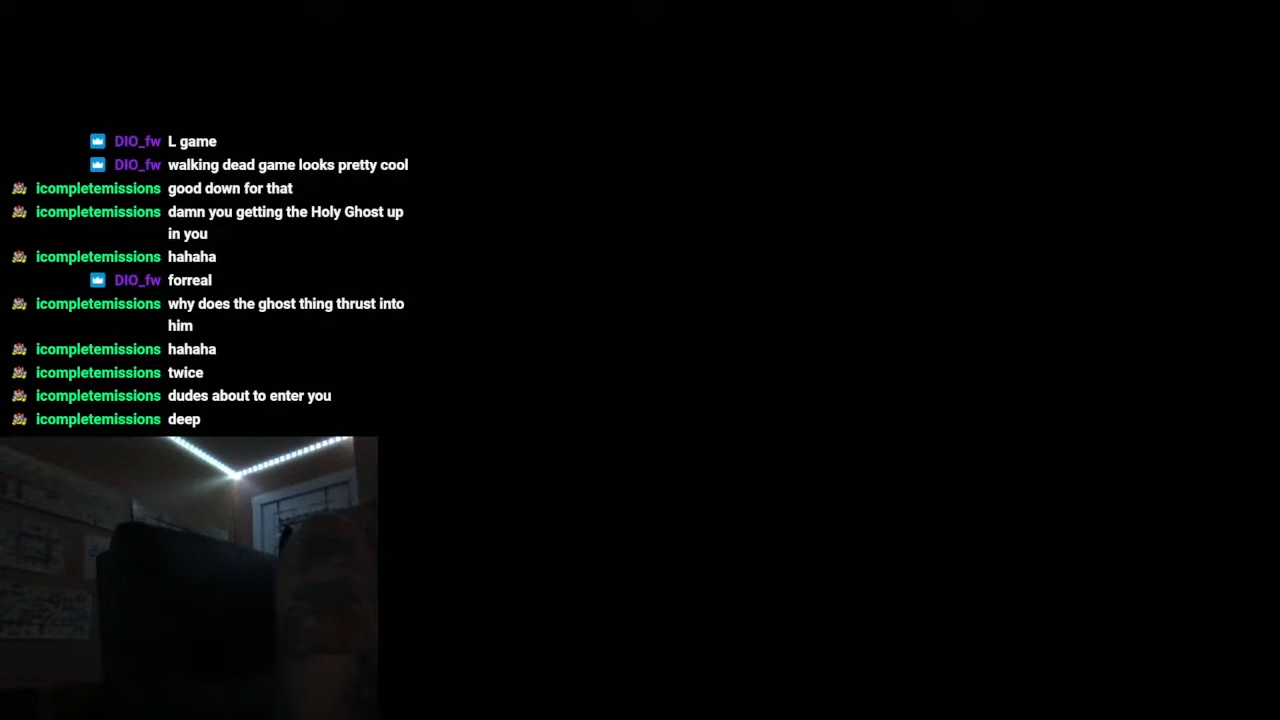 DIO_fw L game
DIO_fw walking dead game looks pretty cool
icompletemissions good down for that
icompletemissions damn you getting the Holy Ghost up
in you
icompletemissions hahaha
DIO_fw forreal
icompletemissions why does the ghost thing thrust into
him
icompletemissions hahaha
icompletemissions twice
icompletemissions dudes about to enter you
icompletemissions deep